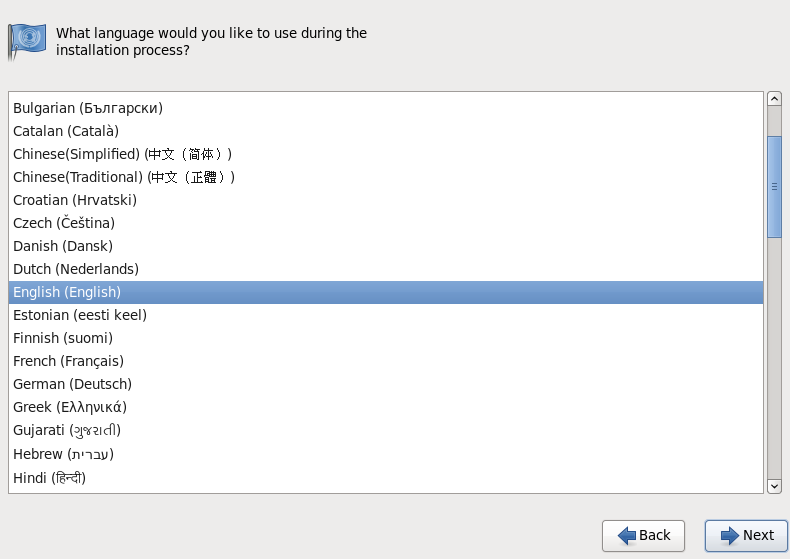 What language would you like to use during the
installation process?
Bulgarian (Български)
Catalan (Català)
Chinese(Simplified) (中文（简体）)
Chinese(Traditional) (中文（正體）)
Croatian (Hrvatski)
Czech (Čeština)
Danish (Dansk)
Dutch (Nederlands)
English (English)
Estonian (eesti keel)
Finnish (suomi)
French (Français)
German (Deutsch)
Greek (Ελληνικά)
Gujarati (ગુજરાતી)
Hebrew (עברית)
Hindi (हिन्दी)
Back
Next